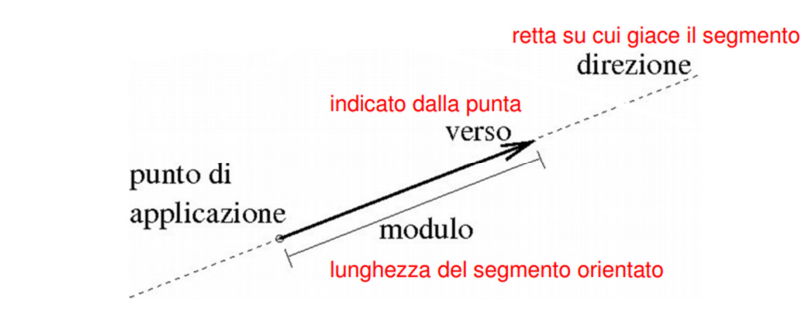 retta su cui giace il segmento
direzione
indicato dalla punta
verso
punto di
applicazione
modulo
lunghezza del segmento orientato